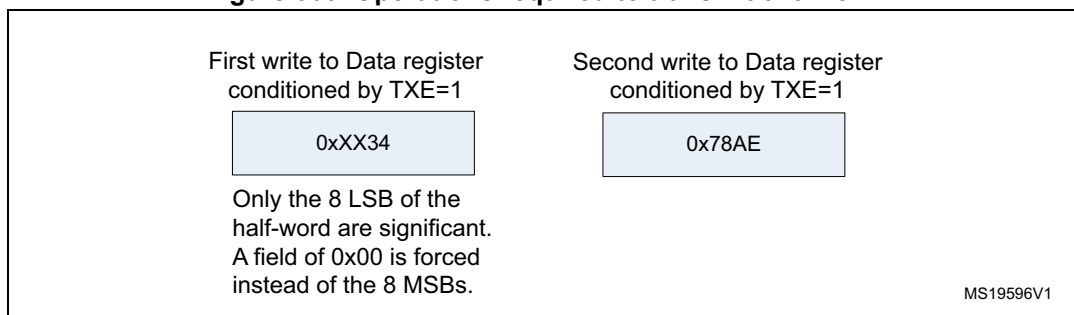 First write to Data register
conditioned by TXE=1
0xXX34
Only the 8 LSB of the
half-word are significant.
A field of 0x00 is forced
instead of the 8 MSBs.
Second write to Data register
conditioned by TXE=1
0x78AE
MS19596V1